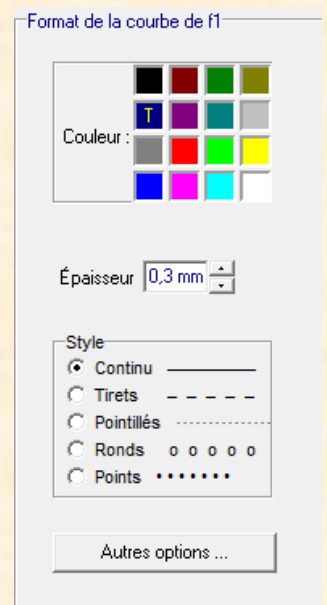 Format de la courbe de f1
T
Couleur :
Épaisseur 0,3 mm
Style
Continu
Tirets
Pointillés
Ronds
Points
Autres options ...